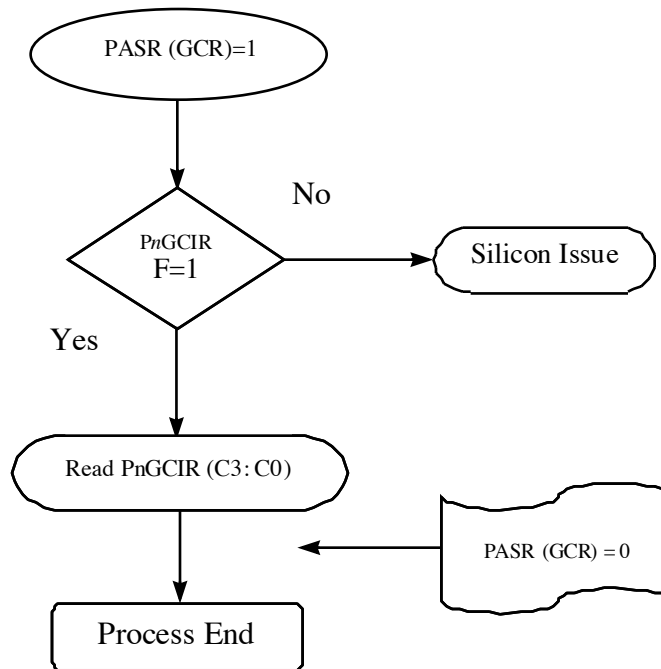 PASR (GCR)=1
No
PnGCIR
F=1
Silicon Issue
Yes
Read PnGCIR (C3: C0)
PASR (GCR) = 0
Process End